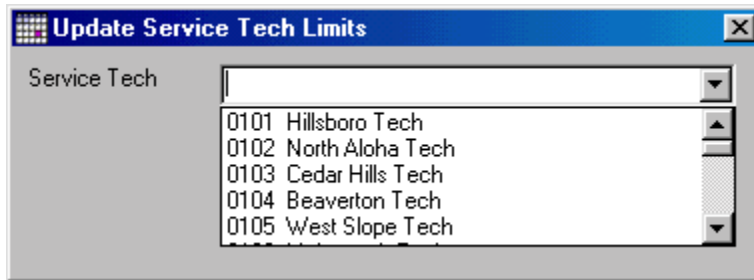 Update Service Tech Limits
Service Tech
0101 Hillsboro Tech
0102 North Aloha Tech
0103 Cedar Hills Tech
0104 Beaverton Tech
0105 West Slope Tech